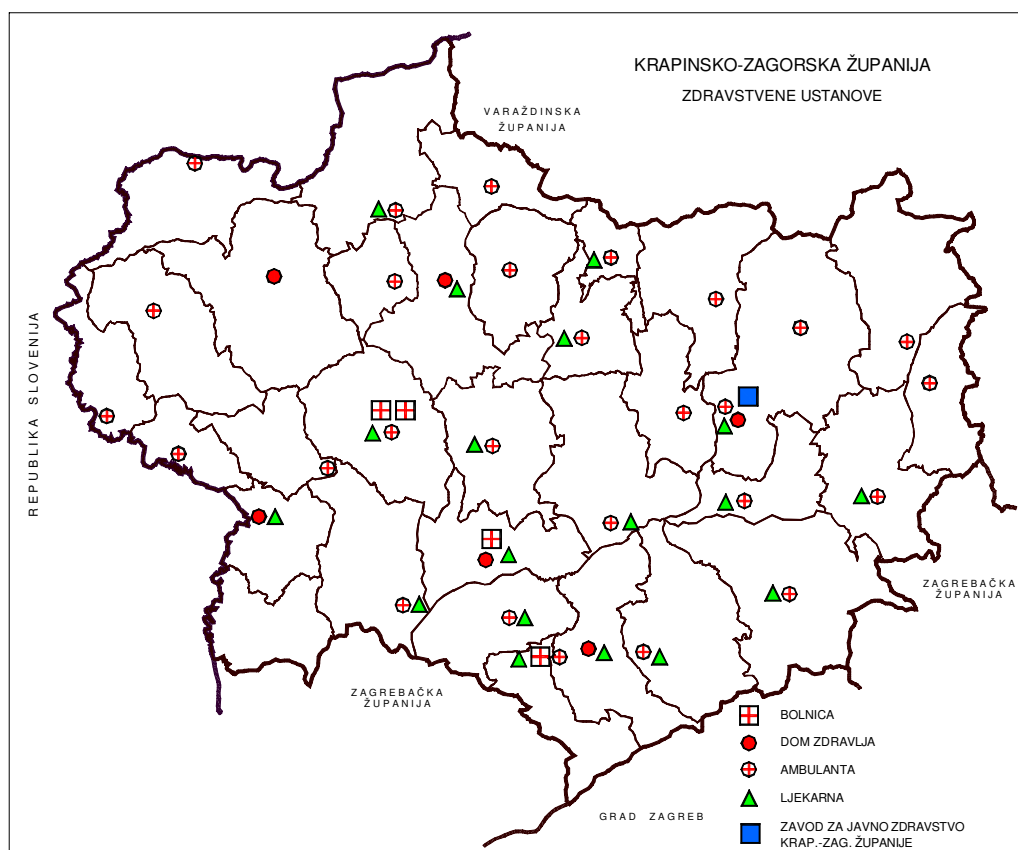 KRAPINSKO-ZAGORSKA ŽUPANIJA
ZDRAVSTVENE USTANOVE
VARAŽDINSKA
ŽUPANIJA
REPUBLIKA SLOVENIJA
ZAGREBAČKA
ŽUPANIJA
ZAGREBAČKA
ŽUPANIJA
GRAD ZAGREB
BOLNICA
DOM ZDRAVLJA
AMBULANTA
LJEKARNA
ZAVOD ZA JAVNO ZDRAVSTVO
KRAP.-ZAG. ŽUPANIJE